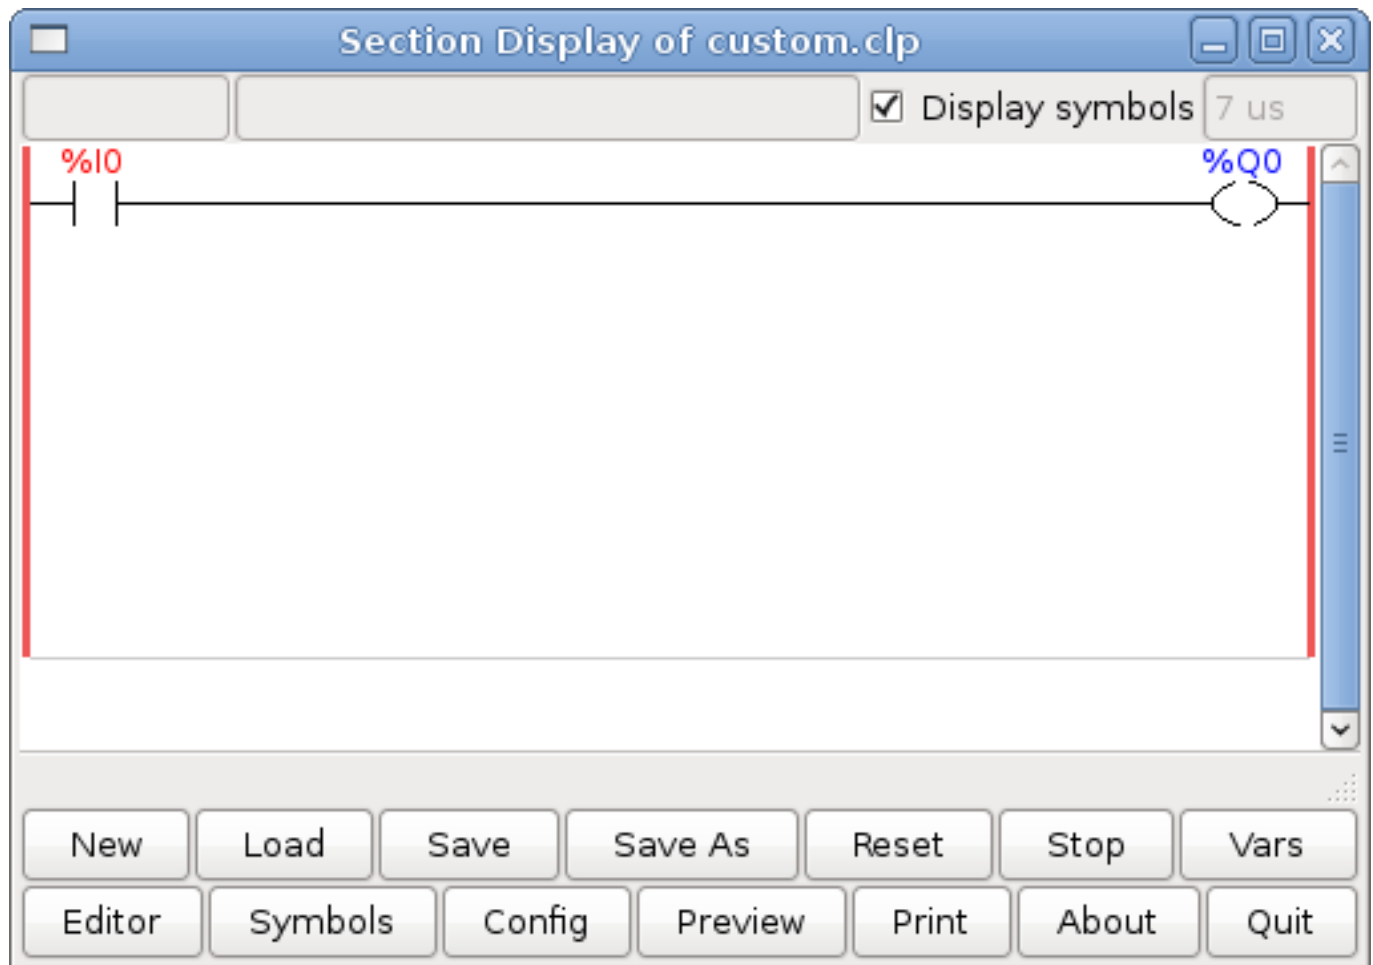 Section Display of custom.clp
Display symbols 7 us
%I0 %Q0
New Load Save Save As Reset Stop Vars
Editor Symbols Config Preview Print About Quit